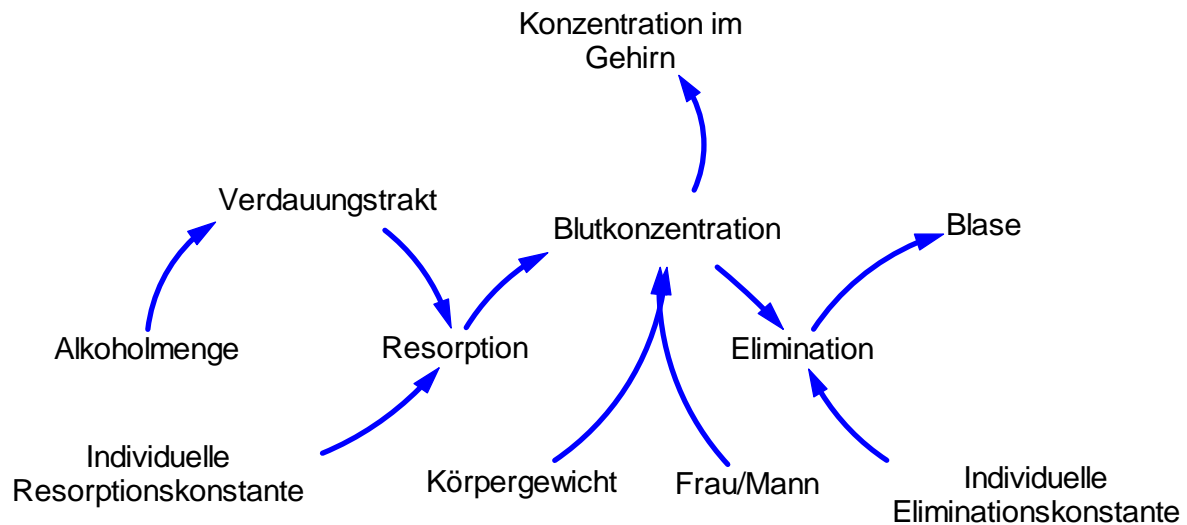 Konzentration im
Gehirn
Verdauungstrakt
Blutkonzentration
Blase
Alkoholmenge
Resorption
Elimination
Individuelle
Resorptionskonstante
Körpergewicht
Frau/Mann
Individuelle
Eliminationskonstante